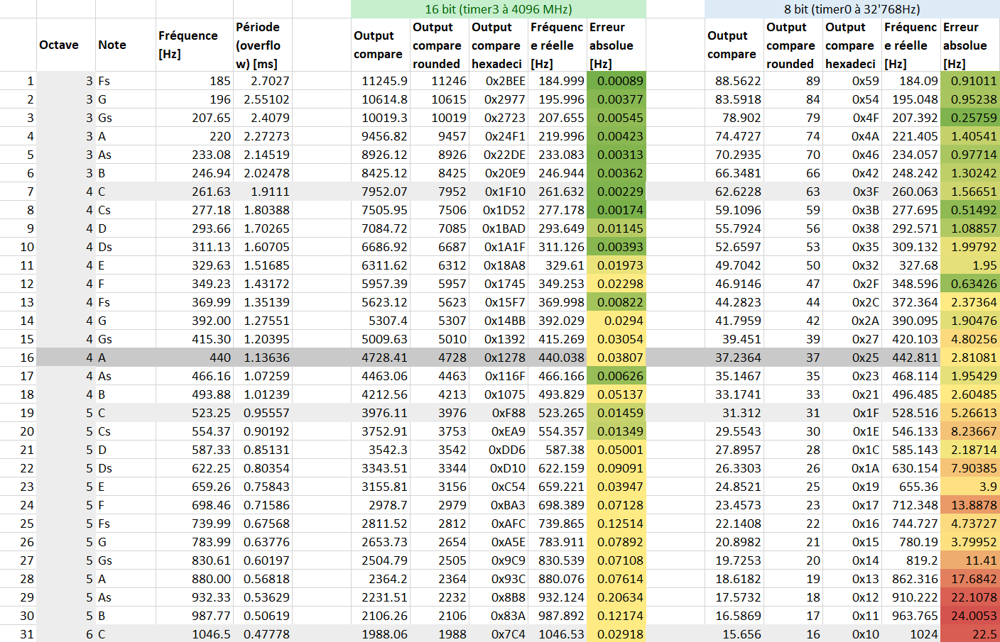 16 bit (timer3 à 4096 MHz) 8 bit (timer0 à 32'768Hz)
Octave Note Fréquence [Hz] Période (overflo w) [ms] Output compare Output compare rounded Output compare hexadeci Fréquenc e réelle [Hz] Erreur absolue [Hz] Output compare Output compare rounded Output compare hexadeci Fréquenc e réelle [Hz] Erreur absolue [Hz]
1 3 Fs 185 2.7027 11245.9 11246 0x2BEE 184.999 0.00089 88.5622 89 0x59 184.09 0.91011
2 3 G 196 2.55102 10614.8 10615 0x2977 195.996 0.00377 83.5918 84 0x54 195.048 0.95238
3 3 Gs 207.65 2.4079 10019.3 10019 0x2723 207.655 0.00545 78.902 79 0x4F 207.392 0.25759
4 3 A 220 2.27273 9456.82 9457 0x24F1 219.996 0.00423 74.4727 74 0x4A 221.405 1.40541
5 3 As 233.08 2.14519 8926.12 8926 0x22DE 233.083 0.00313 70.2935 70 0x46 234.057 0.97714
6 3 B 246.94 2.02478 8425.12 8425 0x20E9 246.944 0.00362 66.3481 66 0x42 248.242 1.30242
7 4 C 261.63 1.9111 7952.07 7952 0x1F10 261.632 0.00229 62.6228 63 0x3F 260.063 1.56651
8 4 Cs 277.18 1.80388 7505.95 7506 0x1D52 277.178 0.00174 59.1096 59 0x3B 277.695 0.51492
9 4 D 293.66 1.70265 7084.72 7085 0x1BAD 293.649 0.01145 55.7924 56 0x38 292.571 1.08857
10 4 Ds 311.13 1.60705 6686.92 6687 0x1A1F 311.126 0.00393 52.6597 53 0x35 309.132 1.99792
11 4 E 329.63 1.51685 6311.62 6312 0x18A8 329.61 0.01973 49.7042 50 0x32 327.68 1.95
12 4 F 349.23 1.43172 5957.39 5957 0x1745 349.253 0.02298 46.9146 47 0x2F 348.596 0.63426
13 4 Fs 369.99 1.35139 5623.12 5623 0x15F7 369.998 0.00822 44.2823 44 0x2C 372.364 2.37364
14 4 G 392.00 1.27551 5307.4 5307 0x14BB 392.029 0.0294 41.7959 42 0x2A 390.095 1.90476
15 4 Gs 415.30 1.20395 5009.63 5010 0x1392 415.269 0.03054 39.451 39 0x27 420.103 4.80256
16 4 A 440 1.13636 4728.41 4728 0x1278 440.038 0.03807 37.2364 37 0x25 442.811 2.81081
17 4 As 466.16 1.07259 4463.06 4463 0x116F 466.166 0.00626 35.1467 35 0x23 468.114 1.95429
18 4 B 493.88 1.01239 4212.56 4213 0x1075 493.829 0.05137 33.1741 33 0x21 496.485 2.60485
19 5 C 523.25 0.95557 3976.11 3976 0xF88 523.265 0.01459 31.312 31 0x1F 528.516 5.26613
20 5 Cs 554.37 0.90192 3752.91 3753 0xEA9 554.357 0.01349 29.5543 30 0x1E 546.133 8.23667
21 5 D 587.33 0.85131 3542.3 3542 0xDD6 587.38 0.05001 27.8957 28 0x1C 585.143 2.18714
22 5 Ds 622.25 0.80354 3343.51 3344 0xD10 622.159 0.09091 26.3303 26 0x1A 630.154 7.90385
23 5 E 659.26 0.75843 3155.81 3156 0xC54 659.221 0.03947 24.8521 25 0x19 655.36 3.9
24 5 F 698.46 0.71586 2978.7 2979 0xBA3 698.389 0.07128 23.4573 23 0x17 712.348 13.8878
25 5 Fs 739.99 0.67568 2811.52 2812 0xAFC 739.865 0.12514 22.1408 22 0x16 744.727 4.73727
26 5 G 783.99 0.63776 2653.73 2654 0xA5E 783.911 0.07892 20.8982 21 0x15 780.19 3.79952
27 5 Gs 830.61 0.60197 2504.79 2505 0x9C9 830.539 0.07108 19.7253 20 0x14 819.2 11.41
28 5 A 880.00 0.56818 2364.2 2364 0x93C 880.076 0.07614 18.6182 19 0x13 862.316 17.6842
29 5 As 932.33 0.53629 2231.51 2232 0x8B8 932.124 0.20634 17.5732 18 0x12 910.222 22.1078
30 5 B 987.77 0.50619 2106.26 2106 0x83A 987.892 0.12174 16.5869 17 0x11 963.765 24.0053
31 6 C 1046.5 0.47778 1988.06 1988 0x7C4 1046.53 0.02918 15.656 16 0x10 1024 22.5